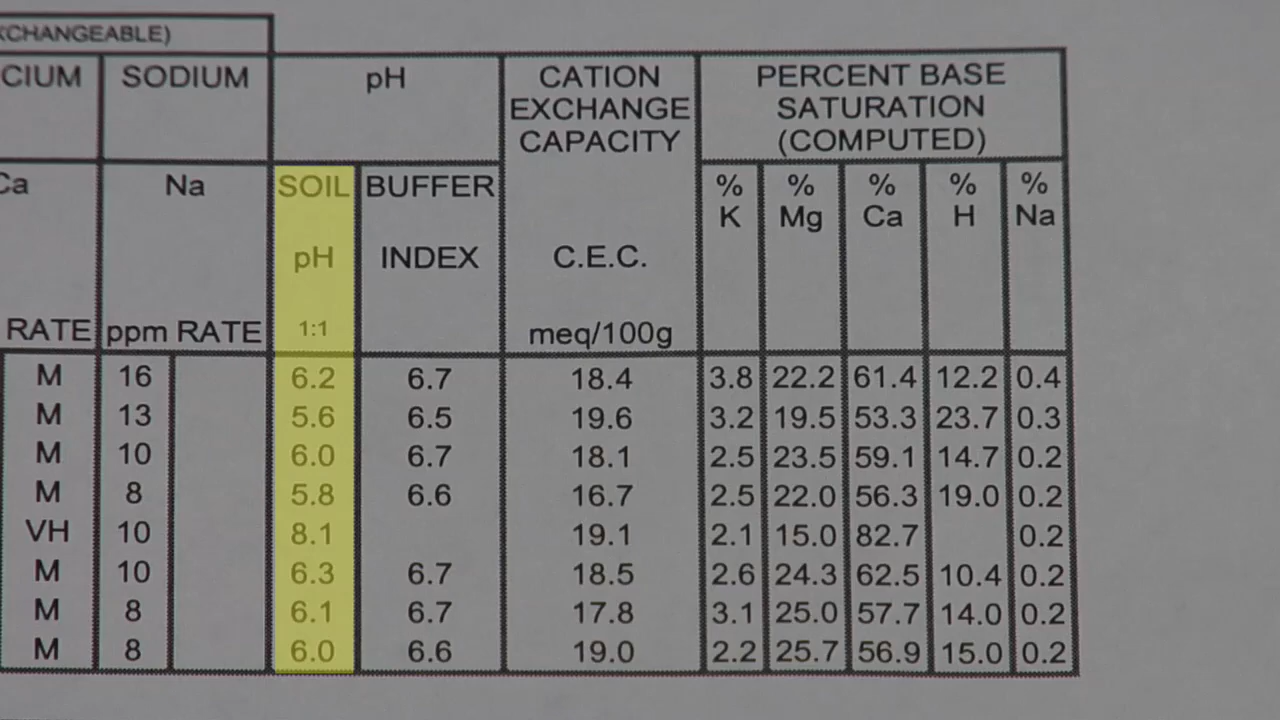 XCHANGEABLE)
CIUM SODIUM pH CATION EXCHANGE CAPACITY PERCENT BASE SATURATION (COMPUTED)
Ca Na SOIL pH 1:1 BUFFER INDEX C.E.C. meq/100g % K % Mg % Ca % H % Na
RATE ppm RATE
M 16 6.2 6.7 18.4 3.8 22.2 61.4 12.2 0.4
M 13 5.6 6.5 19.6 3.2 19.5 53.3 23.7 0.3
M 10 6.0 6.7 18.1 2.5 23.5 59.1 14.7 0.2
M 8 5.8 6.6 16.7 2.5 22.0 56.3 19.0 0.2
VH 10 8.1 19.1 2.1 15.0 82.7 0.2
M 10 6.3 6.7 18.5 2.6 24.3 62.5 10.4 0.2
M 8 6.1 6.7 17.8 3.1 25.0 57.7 14.0 0.2
M 8 6.0 6.6 19.0 2.2 25.7 56.9 15.0 0.2